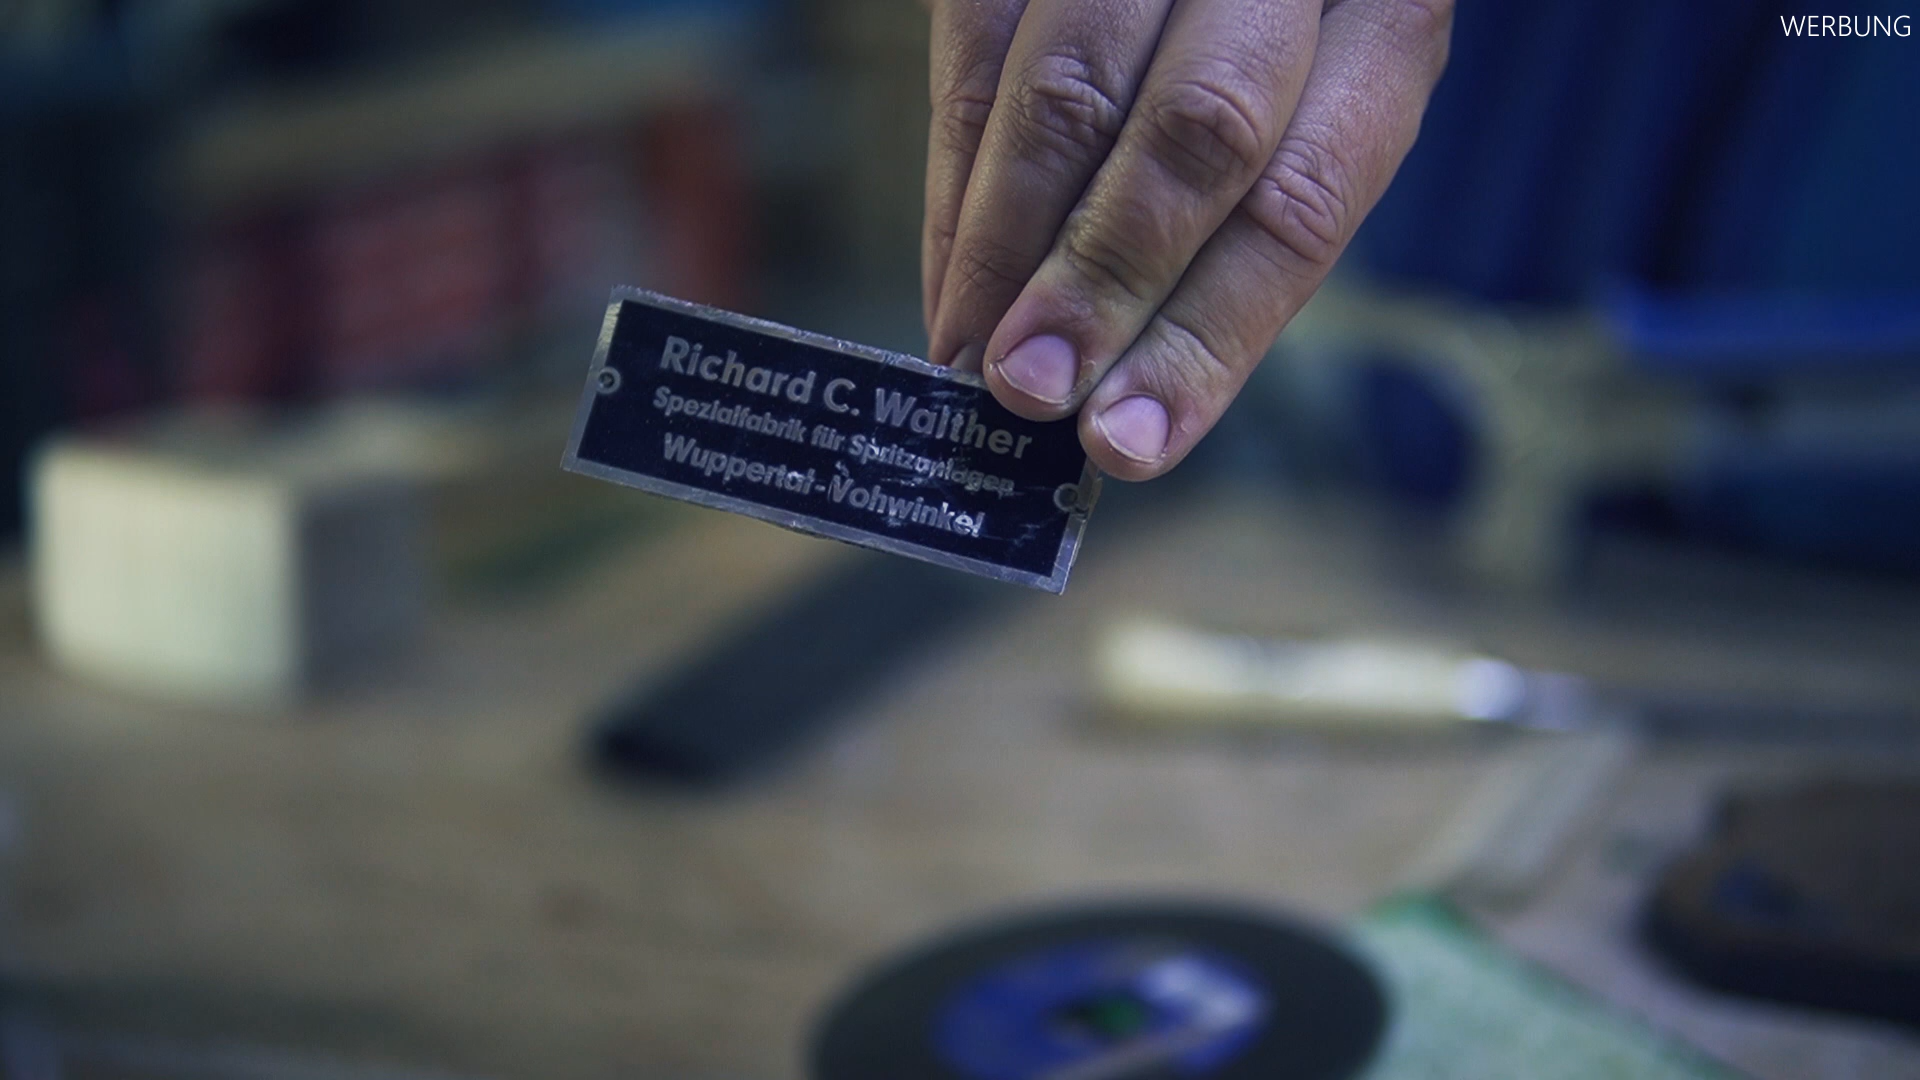 WERBUNG
Richard C. Walther
Spezialfabrik für Spritzanlagen
Wuppertal-Vohwinkel